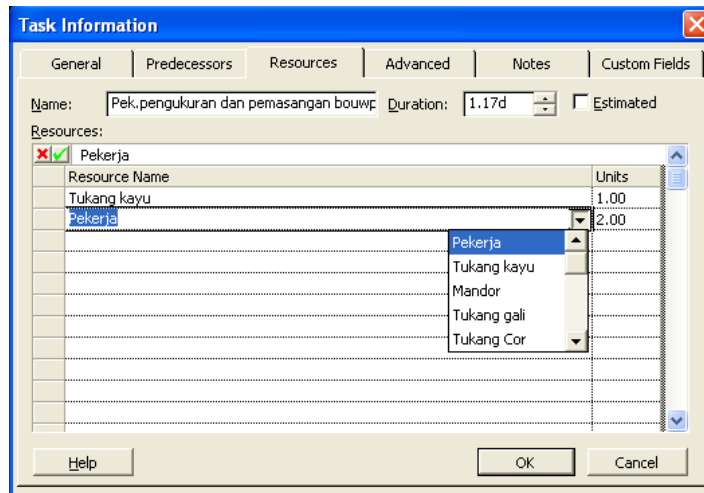 Task Information
General Predecessors Resources Advanced Notes Custom Fields
Name: Pek.pengukuran dan pemasangan bouwp Duration: 1.17d Estimated
Resources:
Pekerja
Resource Name Units
Tukang kayu 1.00
Pekerja 2.00
Pekerja
Tukang kayu
Mandor
Tukang gali
Tukang Cor
Help OK Cancel